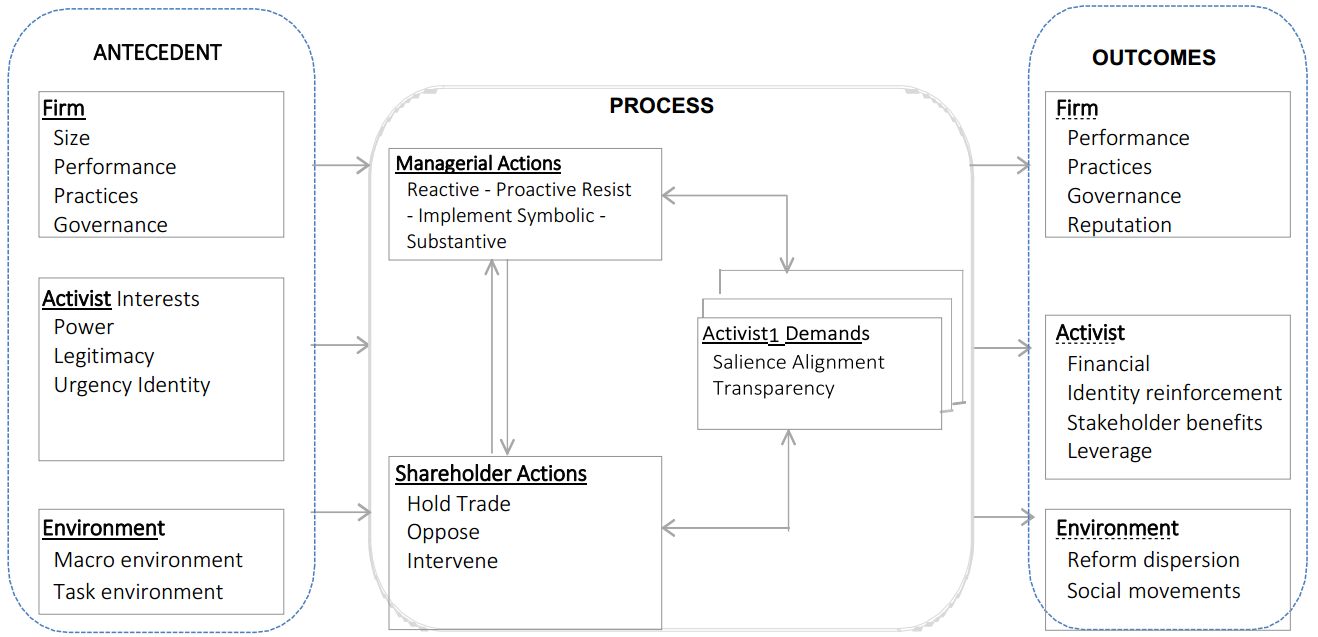 ANTECEDENT
Firm
Size
Performance
Practices
Governance
Activist Interests
Power
Legitimacy
Urgency Identity
Environment
Macro environment
Task environment
PROCESS
Managerial Actions
Reactive - Proactive Resist
- Implement Symbolic -
Substantive
Activist1 Demands
Salience Alignment
Transparency
Shareholder Actions
Hold Trade
Oppose
Intervene
OUTCOMES
Firm
Performance
Practices
Governance
Reputation
Activist
Financial
Identity reinforcement
Stakeholder benefits
Leverage
Environment
Reform dispersion
Social movements